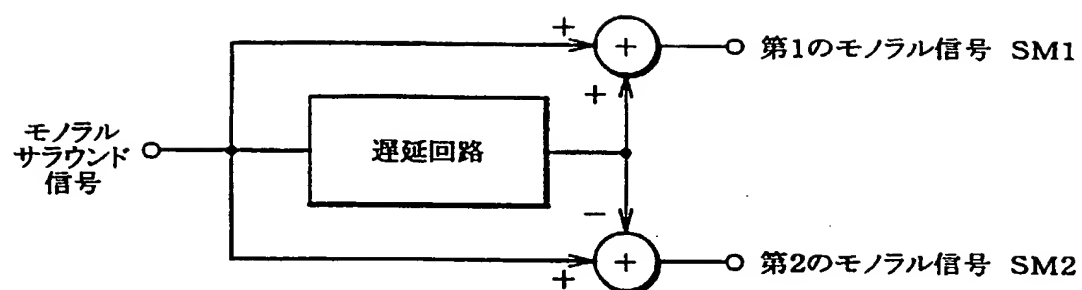 +
+
第1のモノラル信号 SM1
+
モノラル
サラウンド
信号
遅延回路
−
+
第2のモノラル信号 SM2
+